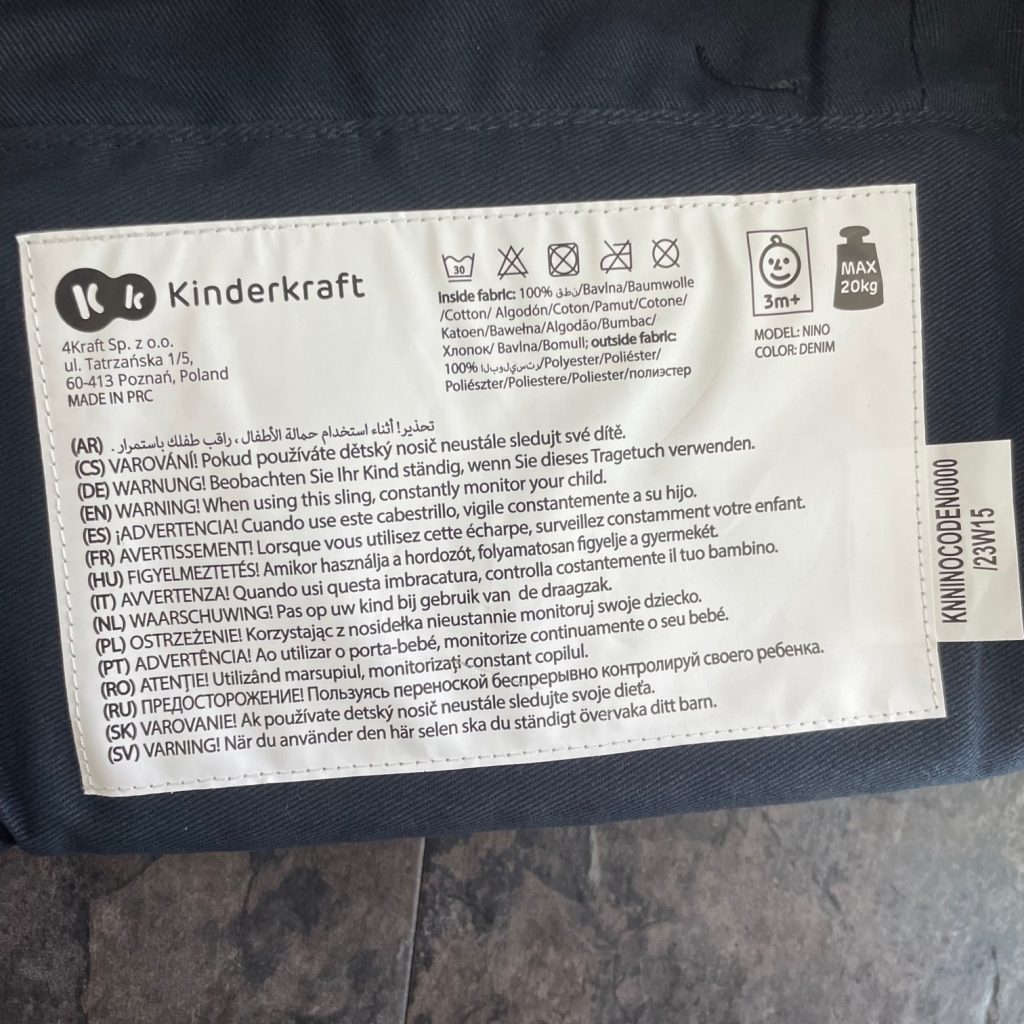 Kinderkraft
4Kraft Sp. z o.o.
ul. Tatrzańska 1/5,
60-413 Poznań, Poland
MADE IN PRC
30
Inside fabric: 100% قطن/Bavlna/Baumwolle
/Cotton/ Algodón/Coton/Pamut/Cotone/
Katoen/Bawełna/Algodão/Bumbac/
Хлопок/ Bavlna/Bomull; outside fabric:
100% البوليستر/Polyester/Poliéster/
Poliészter/Poliestere/Poliester/полиэстер
3m+
MAX
20kg
MODEL: NINO
COLOR: DENIM
(AR) تحذير! أثناء استخدام حمالة الأطفال، راقب طفلك باستمرار.
(CS) VAROVÁNÍ! Pokud používáte dětský nosič neustále sledujt své dítě.
(DE) WARNUNG! Beobachten Sie Ihr Kind ständig, wenn Sie dieses Tragetuch verwenden.
(EN) WARNING! When using this sling, constantly monitor your child.
(ES) ¡ADVERTENCIA! Cuando use este cabestrillo, vigile constantemente a su hijo.
(FR) AVERTISSEMENT! Lorsque vous utilisez cette écharpe, surveillez constamment votre enfant.
(HU) FIGYELMEZTETÉS! Amikor használja a hordozót, folyamatosan figyelje a gyermekét.
(IT) AVVERTENZA! Quando usi questa imbracatura, controlla costantemente il tuo bambino.
(NL) WAARSCHUWING! Pas op uw kind bij gebruik van de draagzak.
(PL) OSTRZEŻENIE! Korzystając z nosidełka nieustannie monitoruj swoje dziecko.
(PT) ADVERTÊNCIA! Ao utilizar o porta-bebé, monitorize continuamente o seu bebé.
(RO) ATENȚIE! Utilizând marsupiul, monitorizați constant copilul.
(RU) ПРЕДОСТОРОЖЕНИЕ! Пользуясь переноской беспрерывно контролируй своего ребенка.
(SK) VAROVANIE! Ak používate detský nosič neustále sledujte svoje dieťa.
(SV) VARNING! När du använder den här selen ska du ständigt övervaka ditt barn.
KNNINOCODEN0000
/23W15